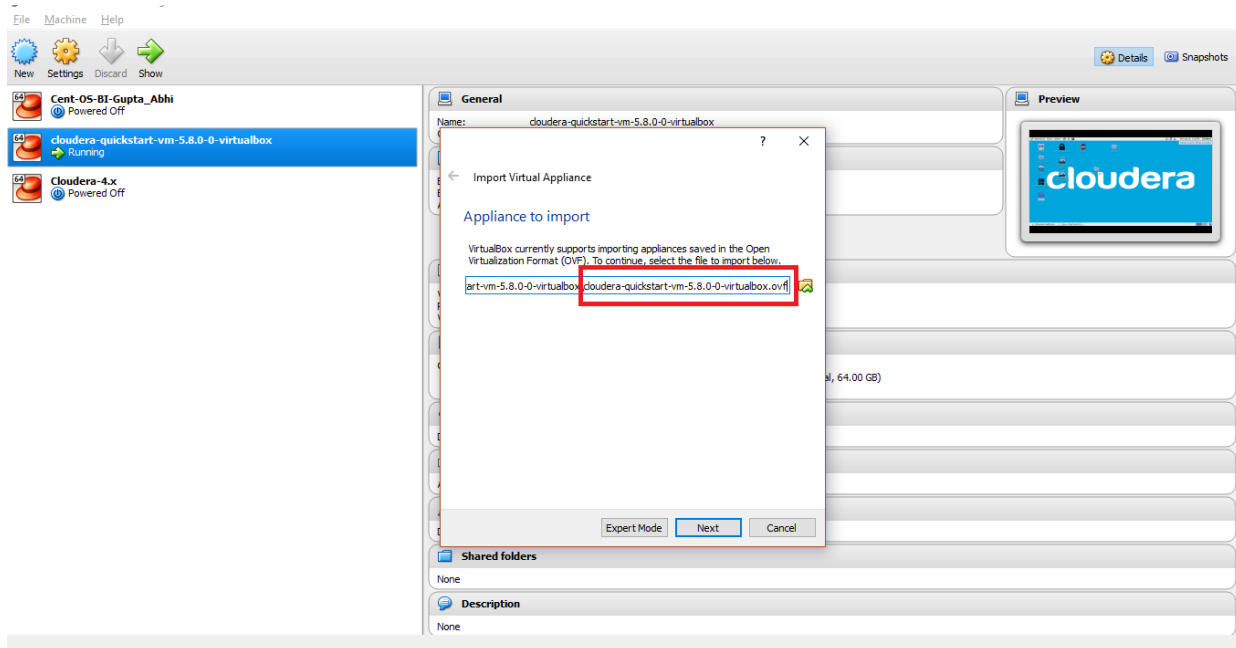 File Machine Help
New Settings Discard Show
Details Snapshots
Cent-OS-BI-Gupta_Abhi
Powered Off
cloudera-quickstart-vm-5.8.0-0-virtualbox
Running
Cloudera-4.x
Powered Off
General
Name: cloudera-quickstart-vm-5.8.0-0-virtualbox
Preview
cloudera
? ×
Import Virtual Appliance
Appliance to import
VirtualBox currently supports importing appliances saved in the Open
Virtualization Format (OVF). To continue, select the file to import below.
art-vm-5.8.0-0-virtualbox\cloudera-quickstart-vm-5.8.0-0-virtualbox.ovf
al, 64.00 GB)
Expert Mode Next Cancel
Shared folders
None
Description
None